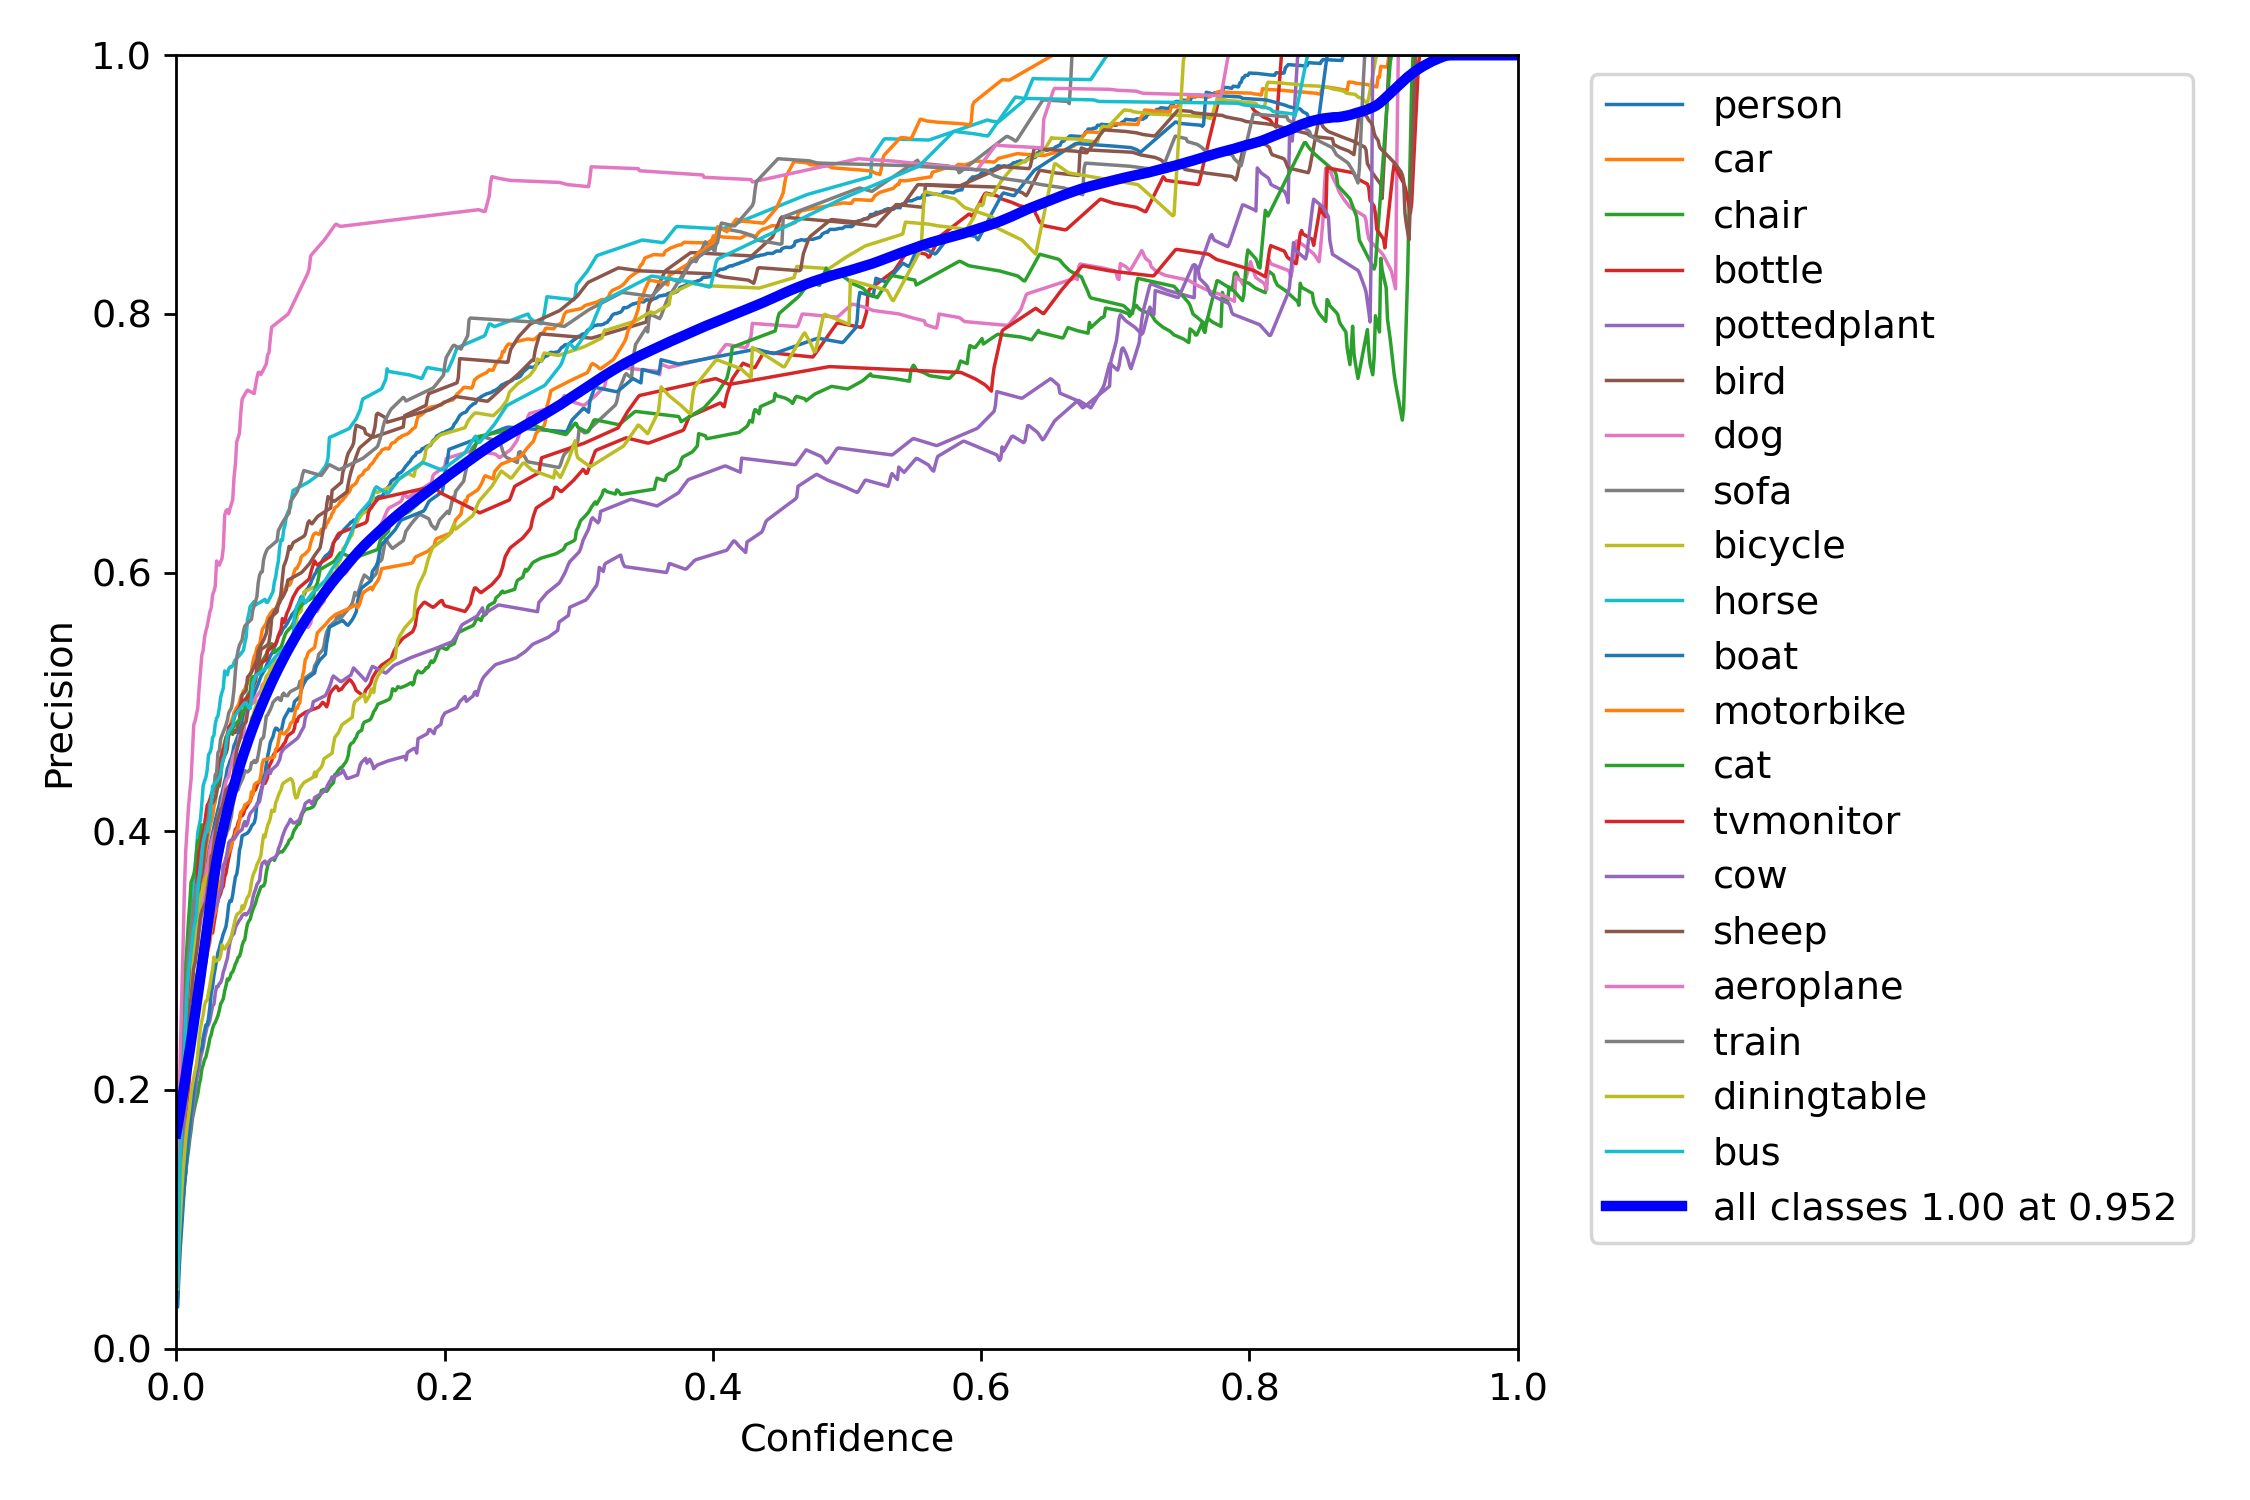 1.0
0.8
0.6
0.4
0.2
0.0
Precision
0.0 0.2 0.4 0.6 0.8 1.0
Confidence
person
car
chair
bottle
pottedplant
bird
dog
sofa
bicycle
horse
boat
motorbike
cat
tvmonitor
cow
sheep
aeroplane
train
diningtable
bus
all classes 1.00 at 0.952